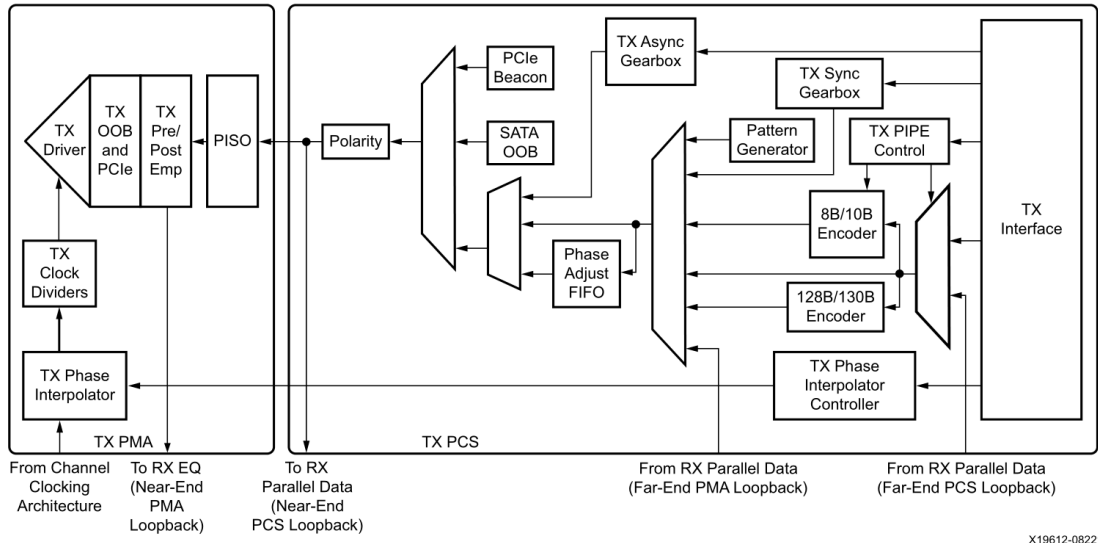 PCIe
Beacon
TX Async
Gearbox
TX Sync
Gearbox
TX
Driver
TX
OOB
and
PCIe
TX
Pre/
Post
Emp
PISO
Polarity
SATA
OOB
Pattern
Generator
TX PIPE
Control
8B/10B
Encoder
TX
Interface
TX
Clock
Dividers
Phase
Adjust
FIFO
128B/130B
Encoder
TX Phase
Interpolator
TX Phase
Interpolator
Controller
TX PMA
TX PCS
From Channel
Clocking
Architecture
To RX EQ
(Near-End
PMA
Loopback)
To RX
Parallel Data
(Near-End
PCS Loopback)
From RX Parallel Data
(Far-End PMA Loopback)
From RX Parallel Data
(Far-End PCS Loopback)
X19612-0822